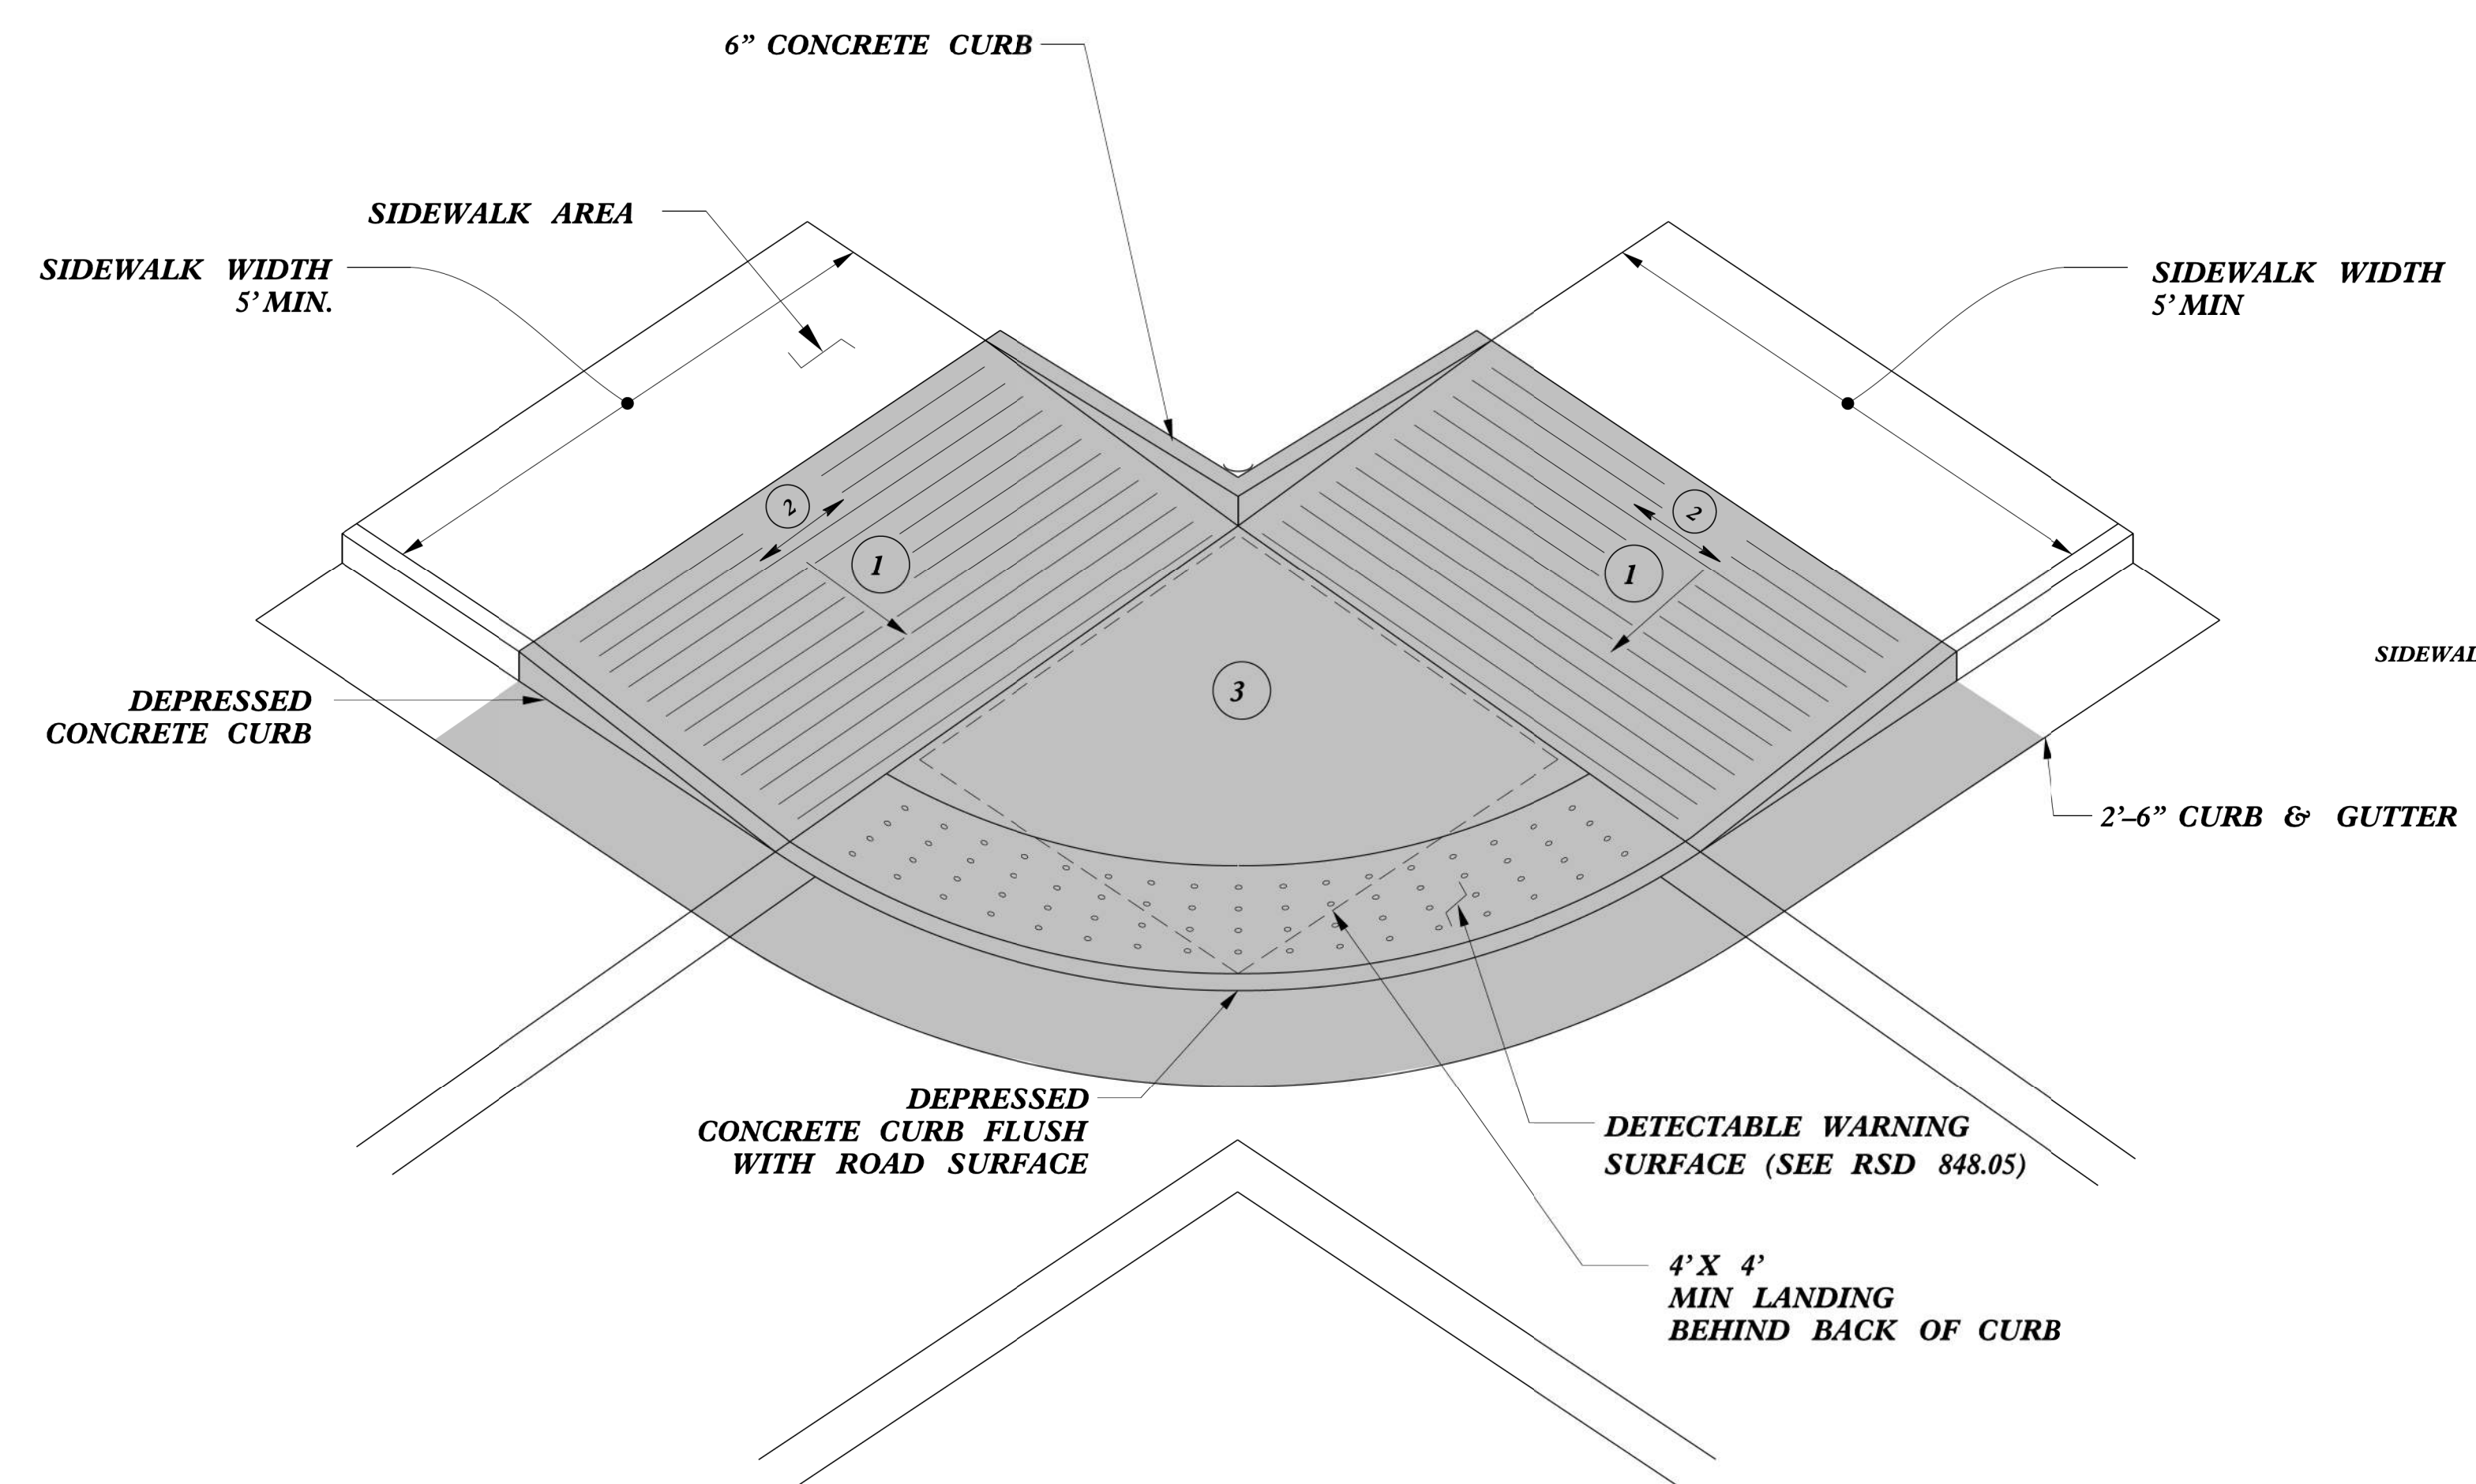 6” CONCRETE CURB
SIDEWALK AREA
SIDEWALK WIDTH
5’ MIN.
SIDEWALK WIDTH
5’ MIN
2
1
2
1
3
DEPRESSED
CONCRETE CURB
2’–6” CURB & GUTTER
DEPRESSED
CONCRETE CURB FLUSH
WITH ROAD SURFACE
DETECTABLE WARNING
SURFACE (SEE RSD 848.05)
4’ X 4’
MIN LANDING
BEHIND BACK OF CURB